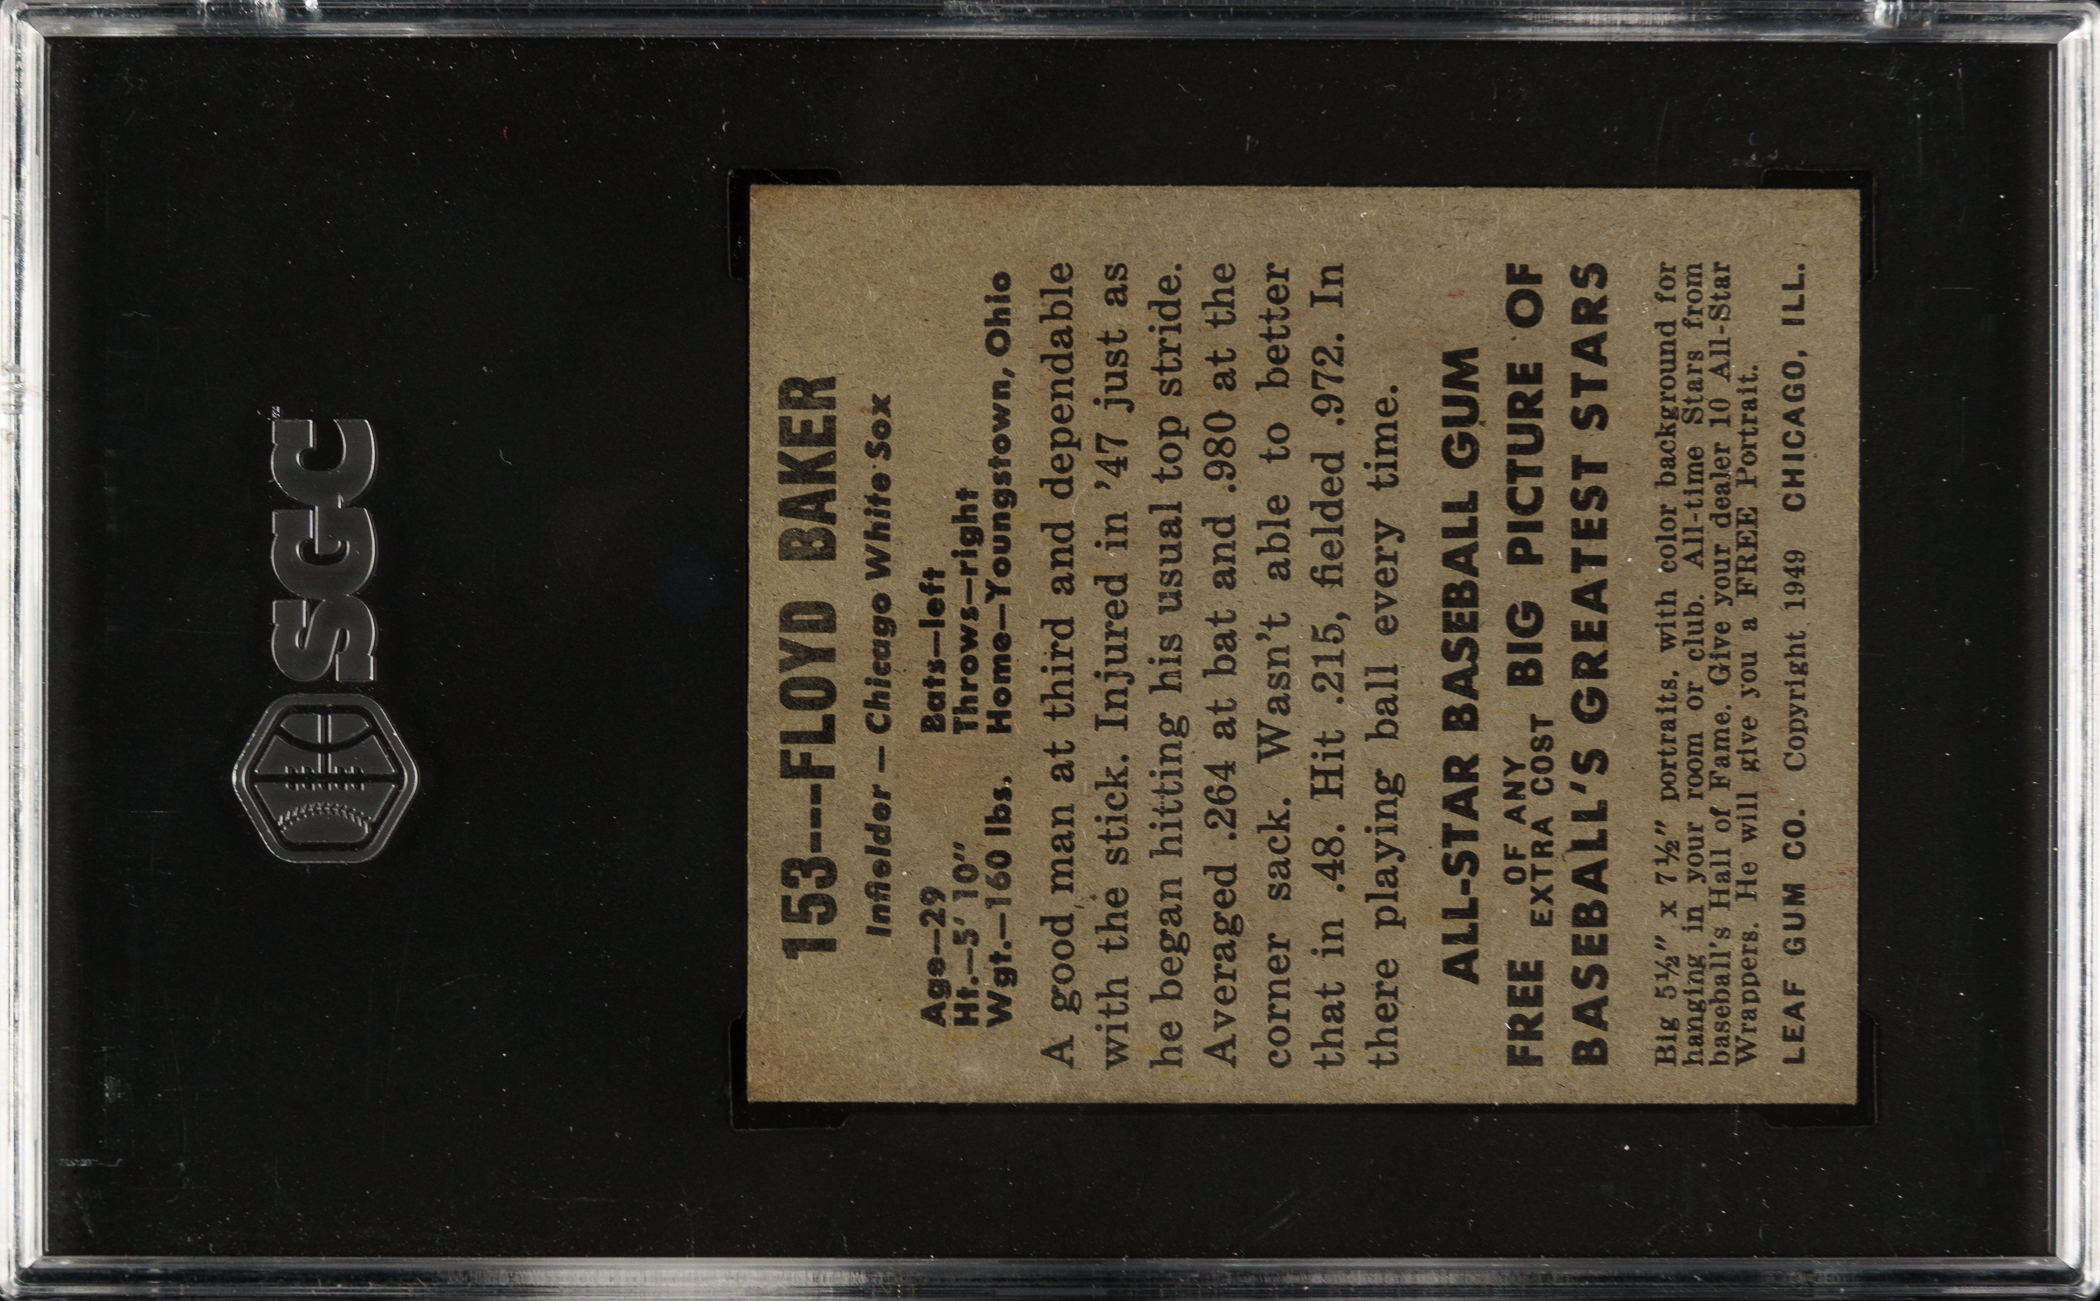 SGC
153---FLOYD BAKER
Infielder — Chicago White Sox
Age—29 Bats—left
Ht.—5' 10" Throws—right
Wgt.—160 lbs. Home—Youngstown, Ohio
A good man at third and dependable
with the stick. Injured in '47 just as
he began hitting his usual top stride.
Averaged .264 at bat and .980 at the
corner sack. Wasn't able to better
that in .48. Hit .215, fielded .972. In
there playing ball every time.
ALL-STAR BASEBALL GUM
FREE OF ANY EXTRA COST BIG PICTURE OF
BASEBALL'S GREATEST STARS
Big 5½" x 7½" portraits, with color background for
hanging in your room or club. All-time Stars from
baseball's Hall of Fame. Give your dealer 10 All-Star
Wrappers. He will give you a FREE Portrait.
LEAF GUM CO. Copyright 1949 CHICAGO, ILL.